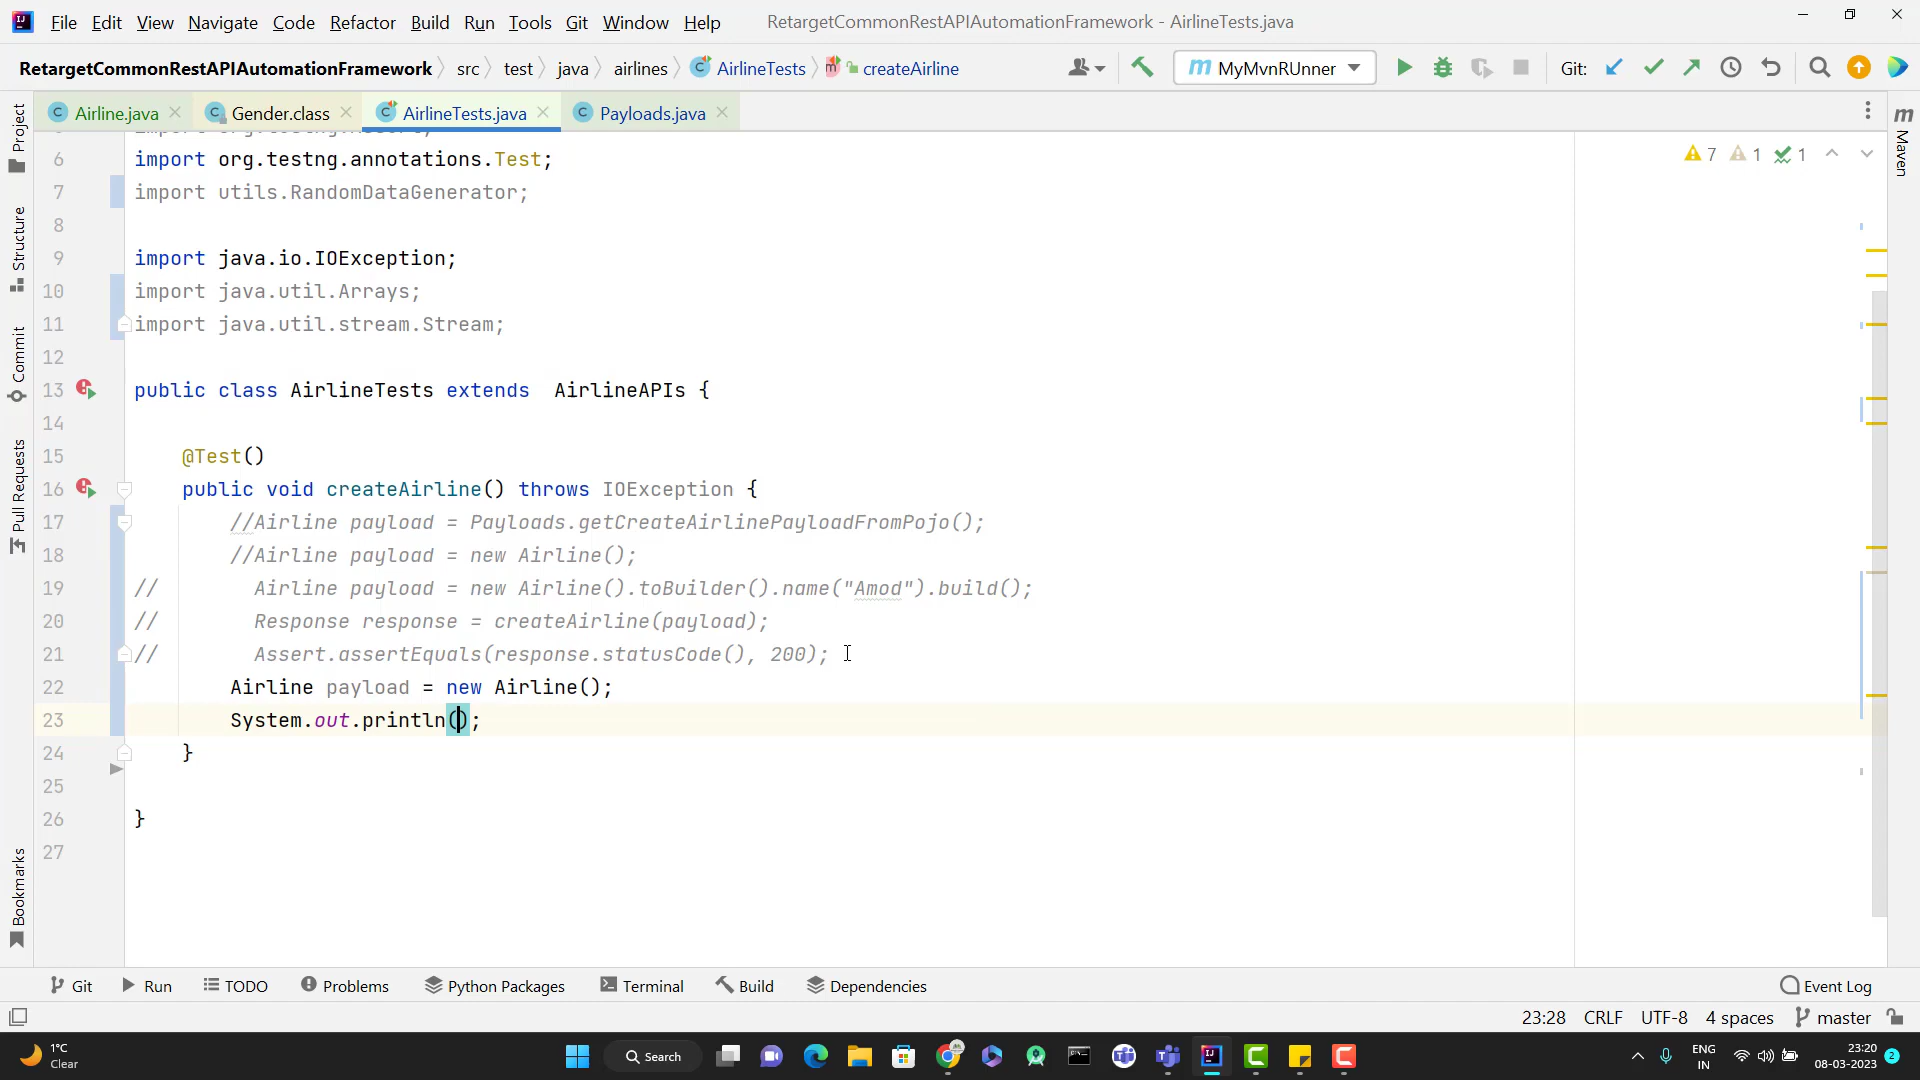 File Edit View Navigate Code Refactor Build Run Tools Git Window Help RetargetCommonRestAPIAutomationFramework - AirlineTests.java
RetargetCommonRestAPIAutomationFramework src test java airlines AirlineTests createAirline MyMvnRUnner Git:
Airline.java Gender.class AirlineTests.java Payloads.java
6 import org.testng.annotations.Test;
7 import utils.RandomDataGenerator;
8
9 import java.io.IOException;
10 import java.util.Arrays;
11 import java.util.stream.Stream;
12
13 public class AirlineTests extends  AirlineAPIs {
14
15 @Test()
16 public void createAirline() throws IOException {
17 //Airline payload = Payloads.getCreateAirlinePayloadFromPojo();
18 //Airline payload = new Airline();
19 // Airline payload = new Airline().toBuilder().name("Amod").build();
20 // Response response = createAirline(payload);
21 // Assert.assertEquals(response.statusCode(), 200);
22 Airline payload = new Airline();
23 System.out.println();
24 }
25
26 }
27
7 1 1
Project
Structure
Commit
Pull Requests
Bookmarks
m Maven
Git Run TODO Problems Python Packages Terminal Build Dependencies Event Log
23:28 CRLF UTF-8 4 spaces master
1°C
Clear
Search
ENG
IN
23:20
08-03-2023
2